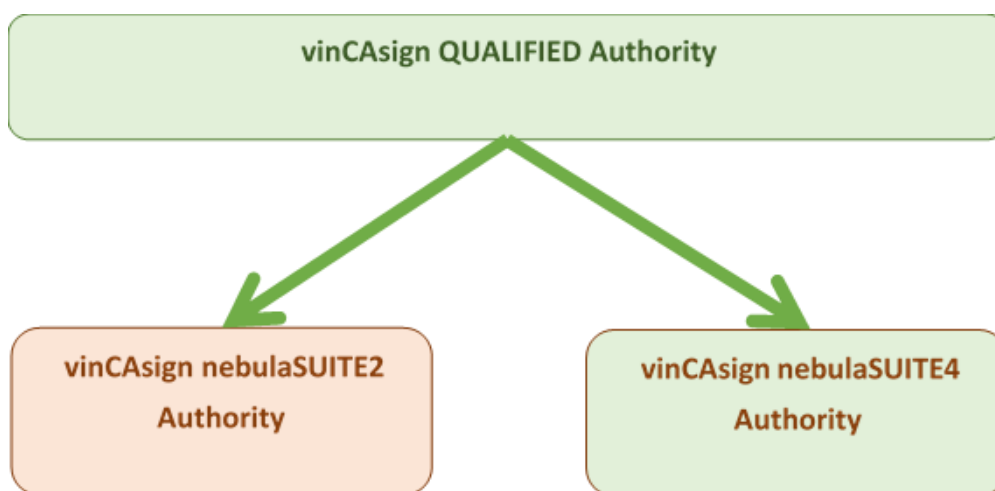 vinCAsign QUALIFIED Authority
vinCAsign nebulaSUITE2
Authority
vinCAsign nebulaSUITE4
Authority